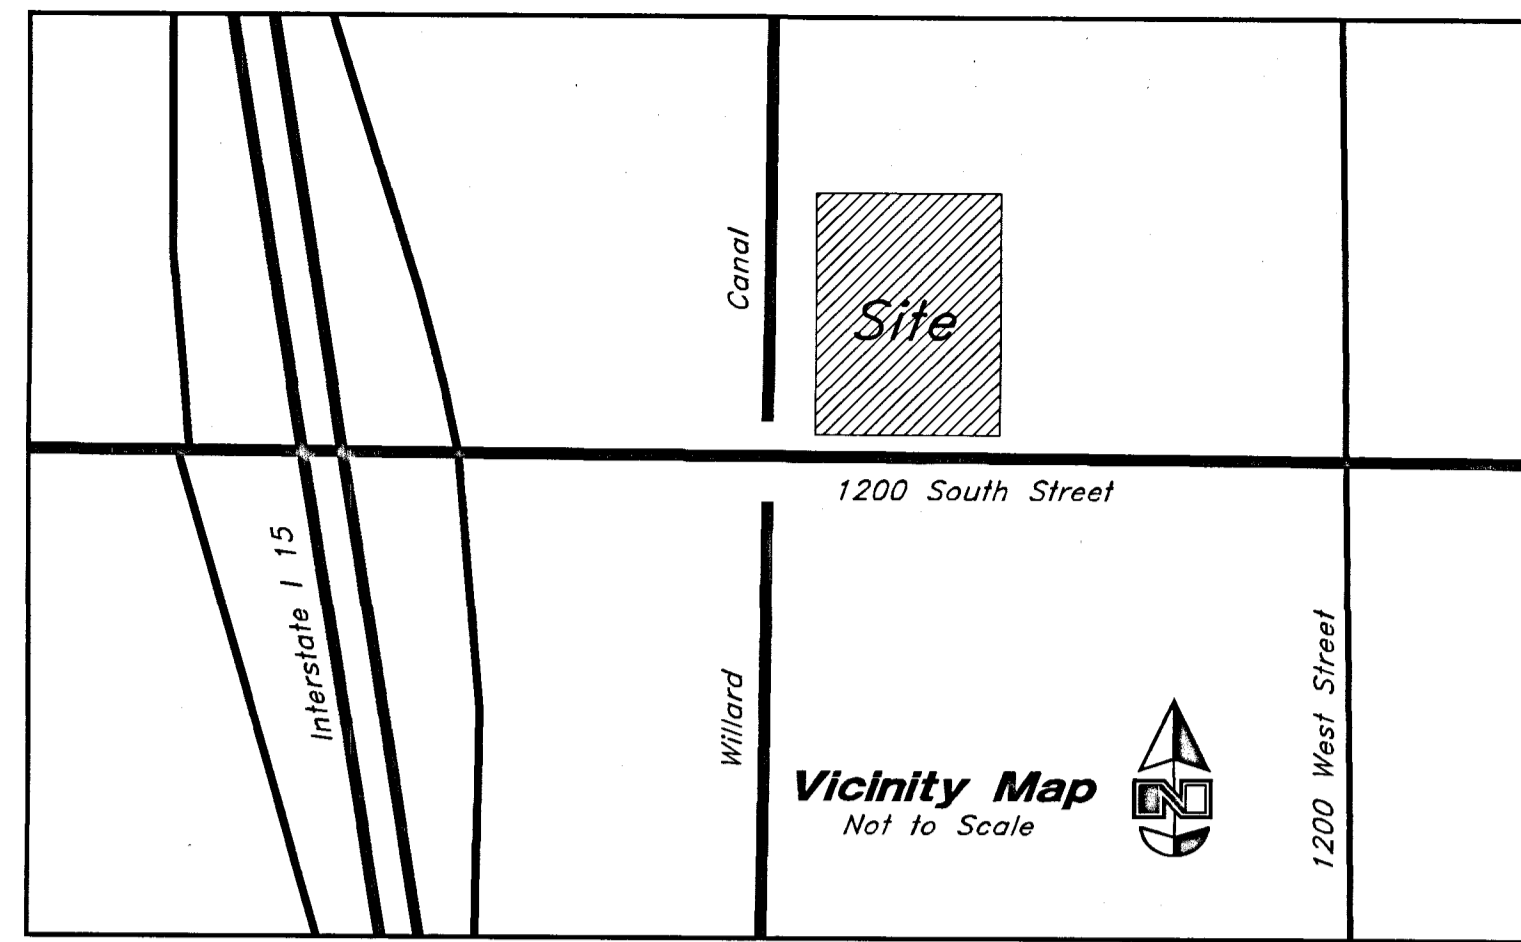 Canal
Site
1200 South Street
Interstate I 15
Willard
1200 West Street
Vicinity Map
Not to Scale
N